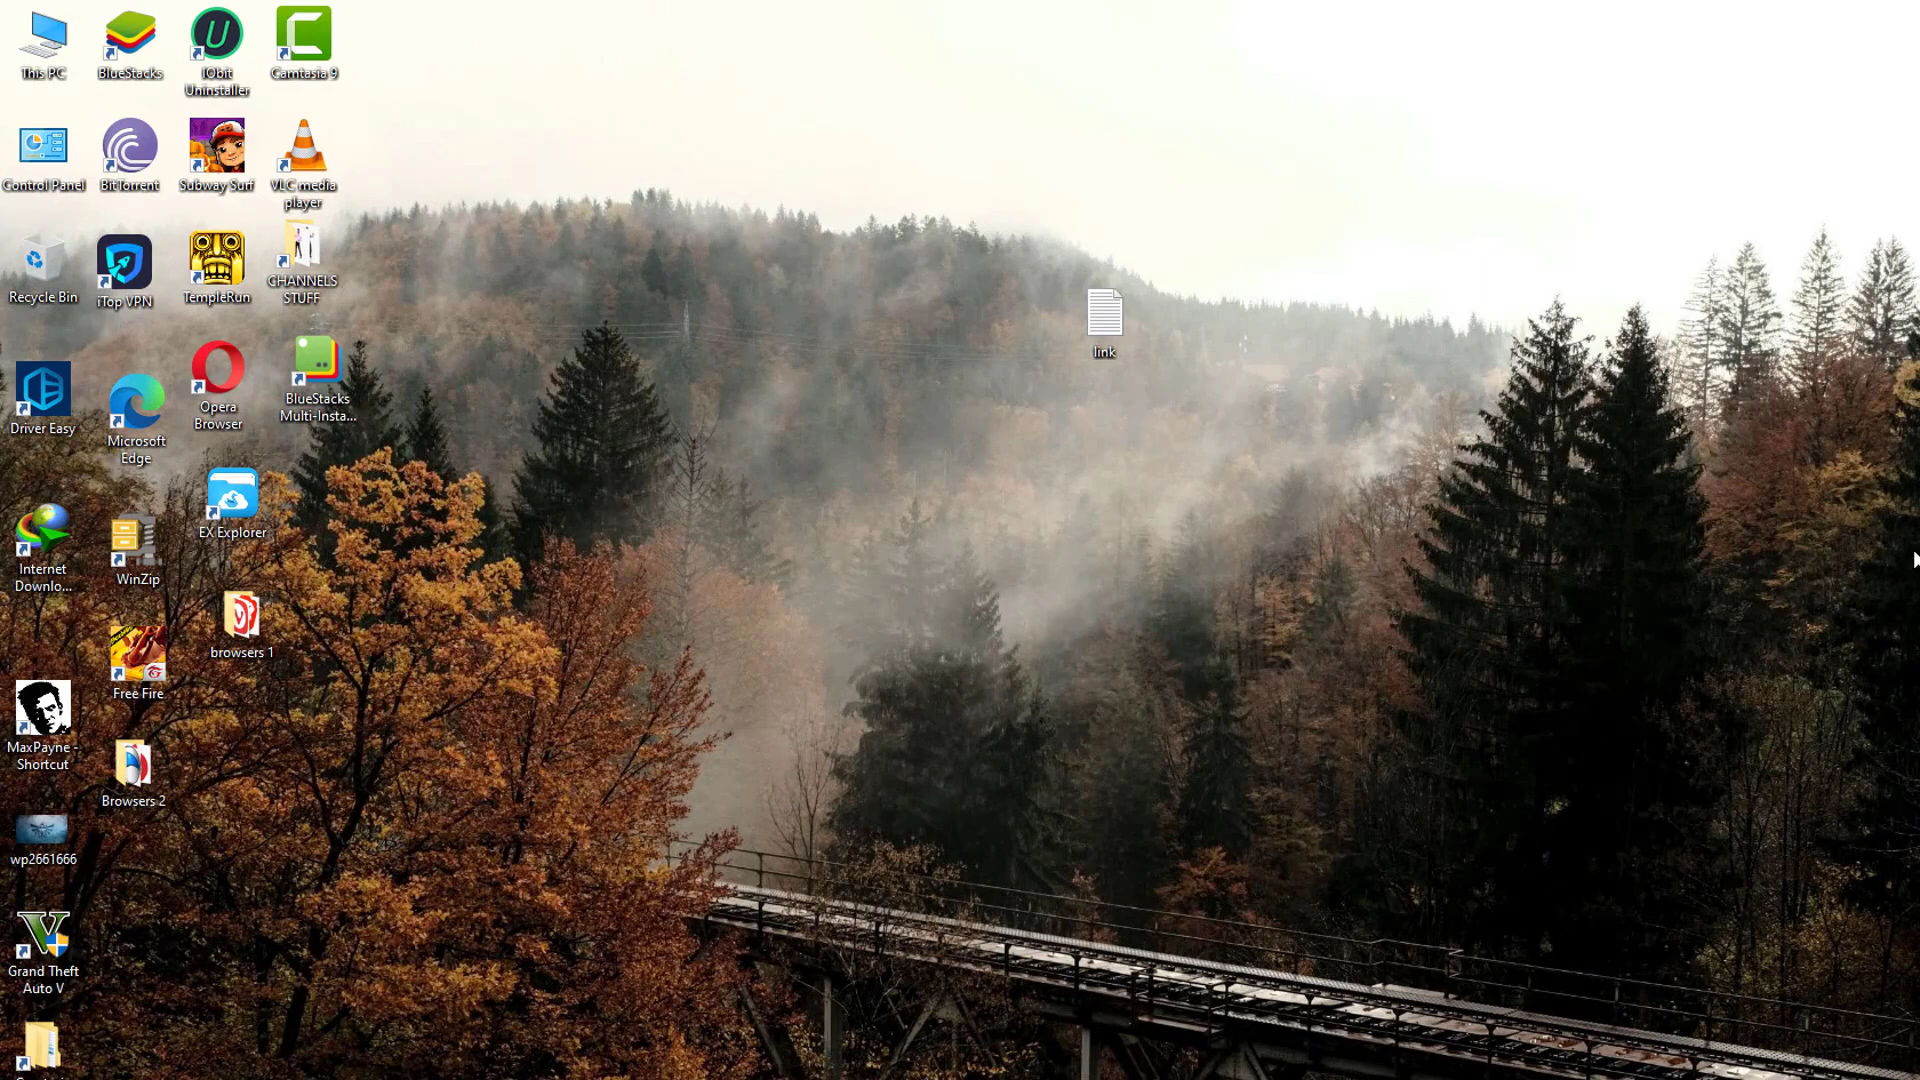 This PC
BlueStacks
IObit
Uninstaller
Camtasia 9
Control Panel
BitTorrent
Subway Surf
VLC media
player
Recycle Bin
iTop VPN
TempleRun
CHANNELS
STUFF
Driver Easy
Microsoft
Edge
Opera
Browser
BlueStacks
Multi-Insta...
link
Internet
Downlo...
WinZip
EX Explorer
browsers 1
Free Fire
MaxPayne -
Shortcut
Browsers 2
wp2661666
Grand Theft
Auto V